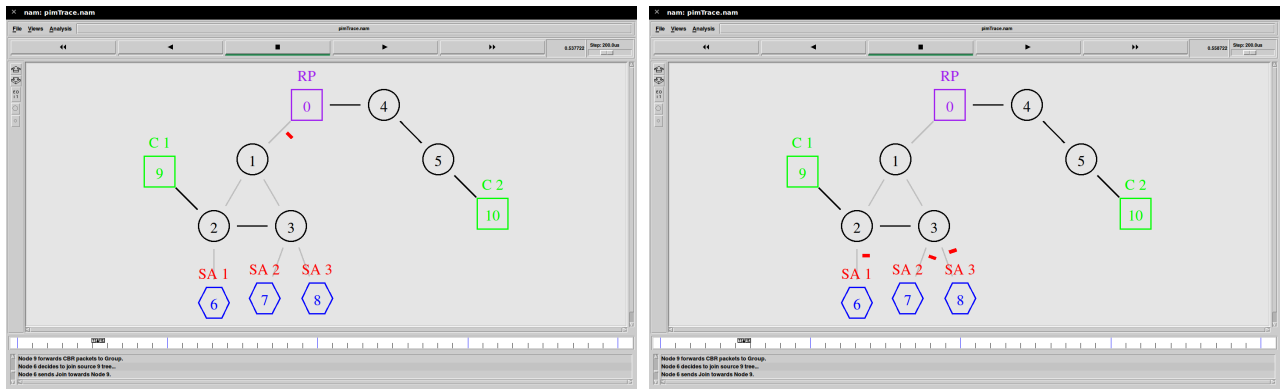 nam: pimTrace.nam
File Views Analysis
pimTrace.nam
0.537722
Step: 200.0us
RP
0
4
C 1
1
5
9
C 2
10
2
3
SA 1
SA 2
SA 3
6
7
8
TIME
Node 9 forwards CBR packets to Group.
Node 6 decides to join source 9 tree...
Node 6 sends Join towards Node 9.
nam: pimTrace.nam
File Views Analysis
pimTrace.nam
0.558722
Step: 200.0us
RP
0
4
C 1
1
5
9
C 2
10
2
3
SA 1
SA 2
SA 3
6
7
8
TIME
Node 9 forwards CBR packets to Group.
Node 6 decides to join source 9 tree...
Node 6 sends Join towards Node 9.